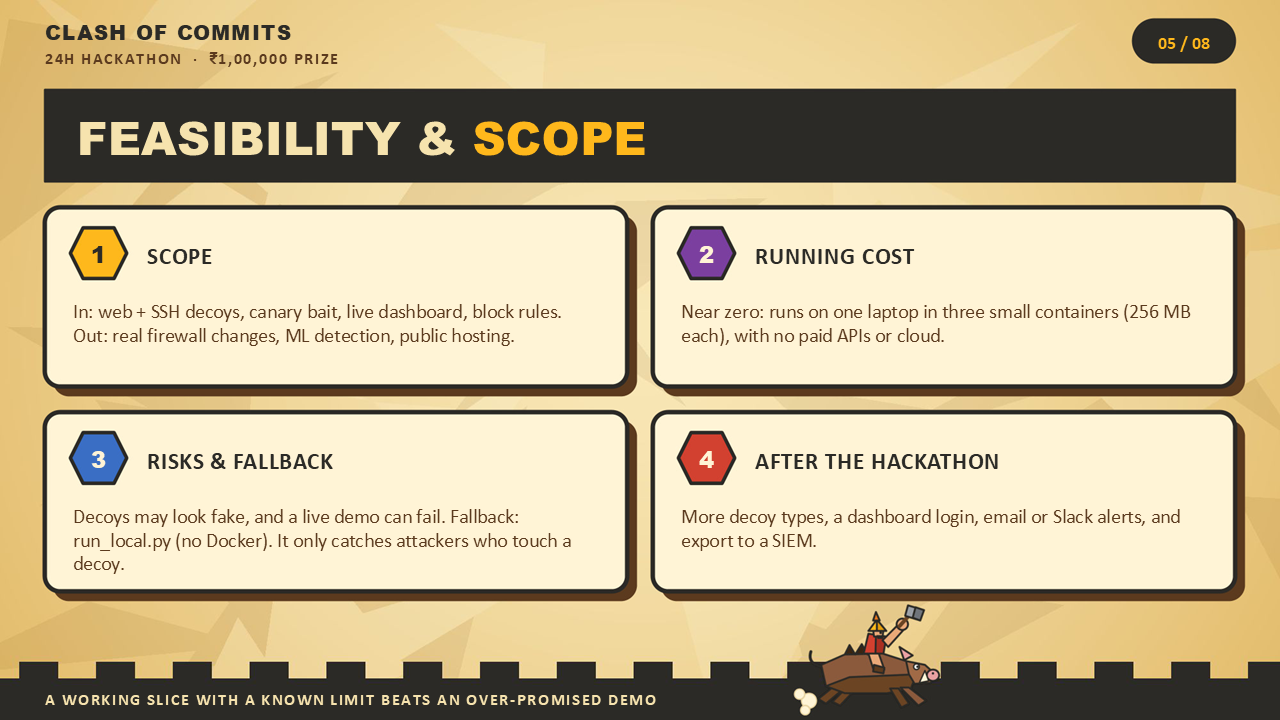 CLASH OF COMMITS
24H HACKATHON · ₹1,00,000 PRIZE
05 / 08
FEASIBILITY & SCOPE
1
SCOPE
In: web + SSH decoys, canary bait, live dashboard, block rules.
Out: real firewall changes, ML detection, public hosting.
2
RUNNING COST
Near zero: runs on one laptop in three small containers (256 MB
each), with no paid APIs or cloud.
3
RISKS & FALLBACK
Decoys may look fake, and a live demo can fail. Fallback:
run_local.py (no Docker). It only catches attackers who touch a
decoy.
4
AFTER THE HACKATHON
More decoy types, a dashboard login, email or Slack alerts, and
export to a SIEM.
A WORKING SLICE WITH A KNOWN LIMIT BEATS AN OVER-PROMISED DEMO